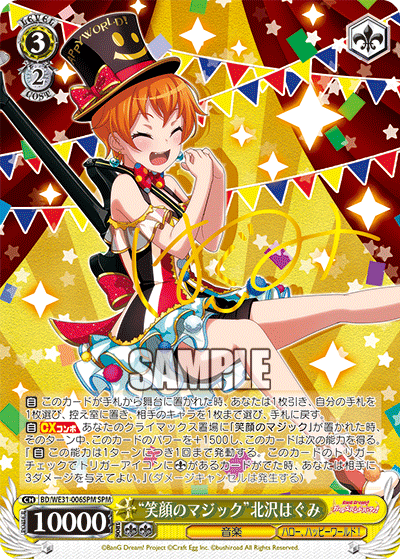 LEVEL
3
2
COST
PPYWORLD!
SAMPLE
自 このカードが手札から舞台に置かれた時、あなたは1枚引き、自分の手札を
1枚選び、控え室に置き、相手のキャラを1枚まで選び、手札に戻す。
自 CXコンボ あなたのクライマックス置場に「笑顔のマジック」が置かれた時、
そのターン中、このカードのパワーを+1500し、このカードは次の能力を得る。
『自 この能力は1ターンにつき1回まで発動する。このカードのトリガー
チェックでトリガーアイコンにがあるカードがでた時、あなたは相手に
3ダメージを与えてよい。』（ダメージキャンセルは発生する）
CH BD/WE31-006SPM SPM
“笑顔のマジック”北沢はぐみ
10000
音楽
ハロー、ハッピーワールド！
BanG Dream!
©BanG Dream! Project ©Craft Egg Inc. ©bushiroad All Rights Reserved.